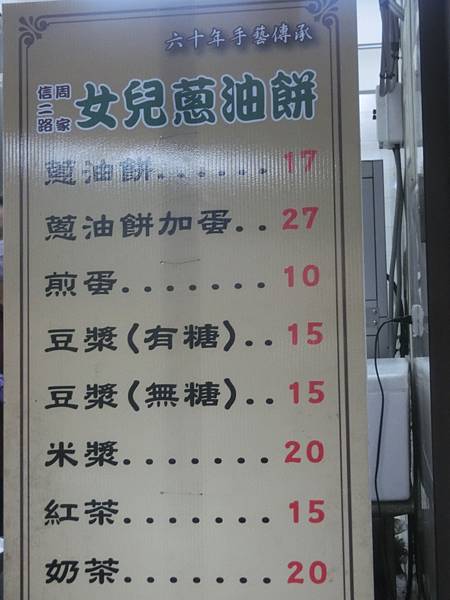 六十年手藝傳承
信二路 周家 女兒蔥油餅
蔥油餅......17
蔥油餅加蛋..27
煎蛋.......10
豆漿(有糖)..15
豆漿(無糖)..15
米漿.......20
紅茶.......15
奶茶.......20